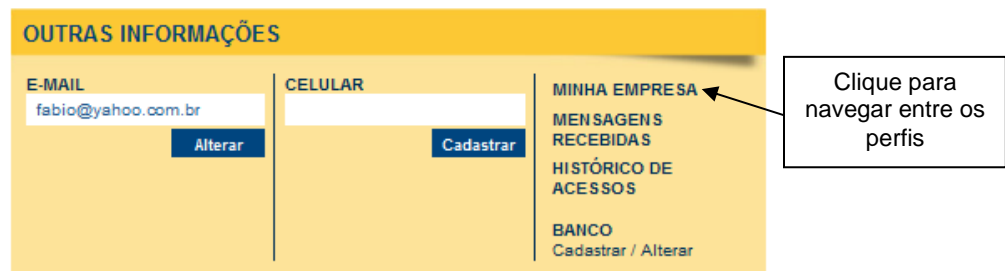 OUTRAS INFORMAÇÕES
E-MAIL
fabio@yahoo.com.br
Alterar
CELULAR
Cadastrar
MINHA EMPRESA
MENSAGENS
RECEBIDAS
HISTÓRICO DE
ACESSOS
BANCO
Cadastrar / Alterar
Clique para
navegar entre os
perfis